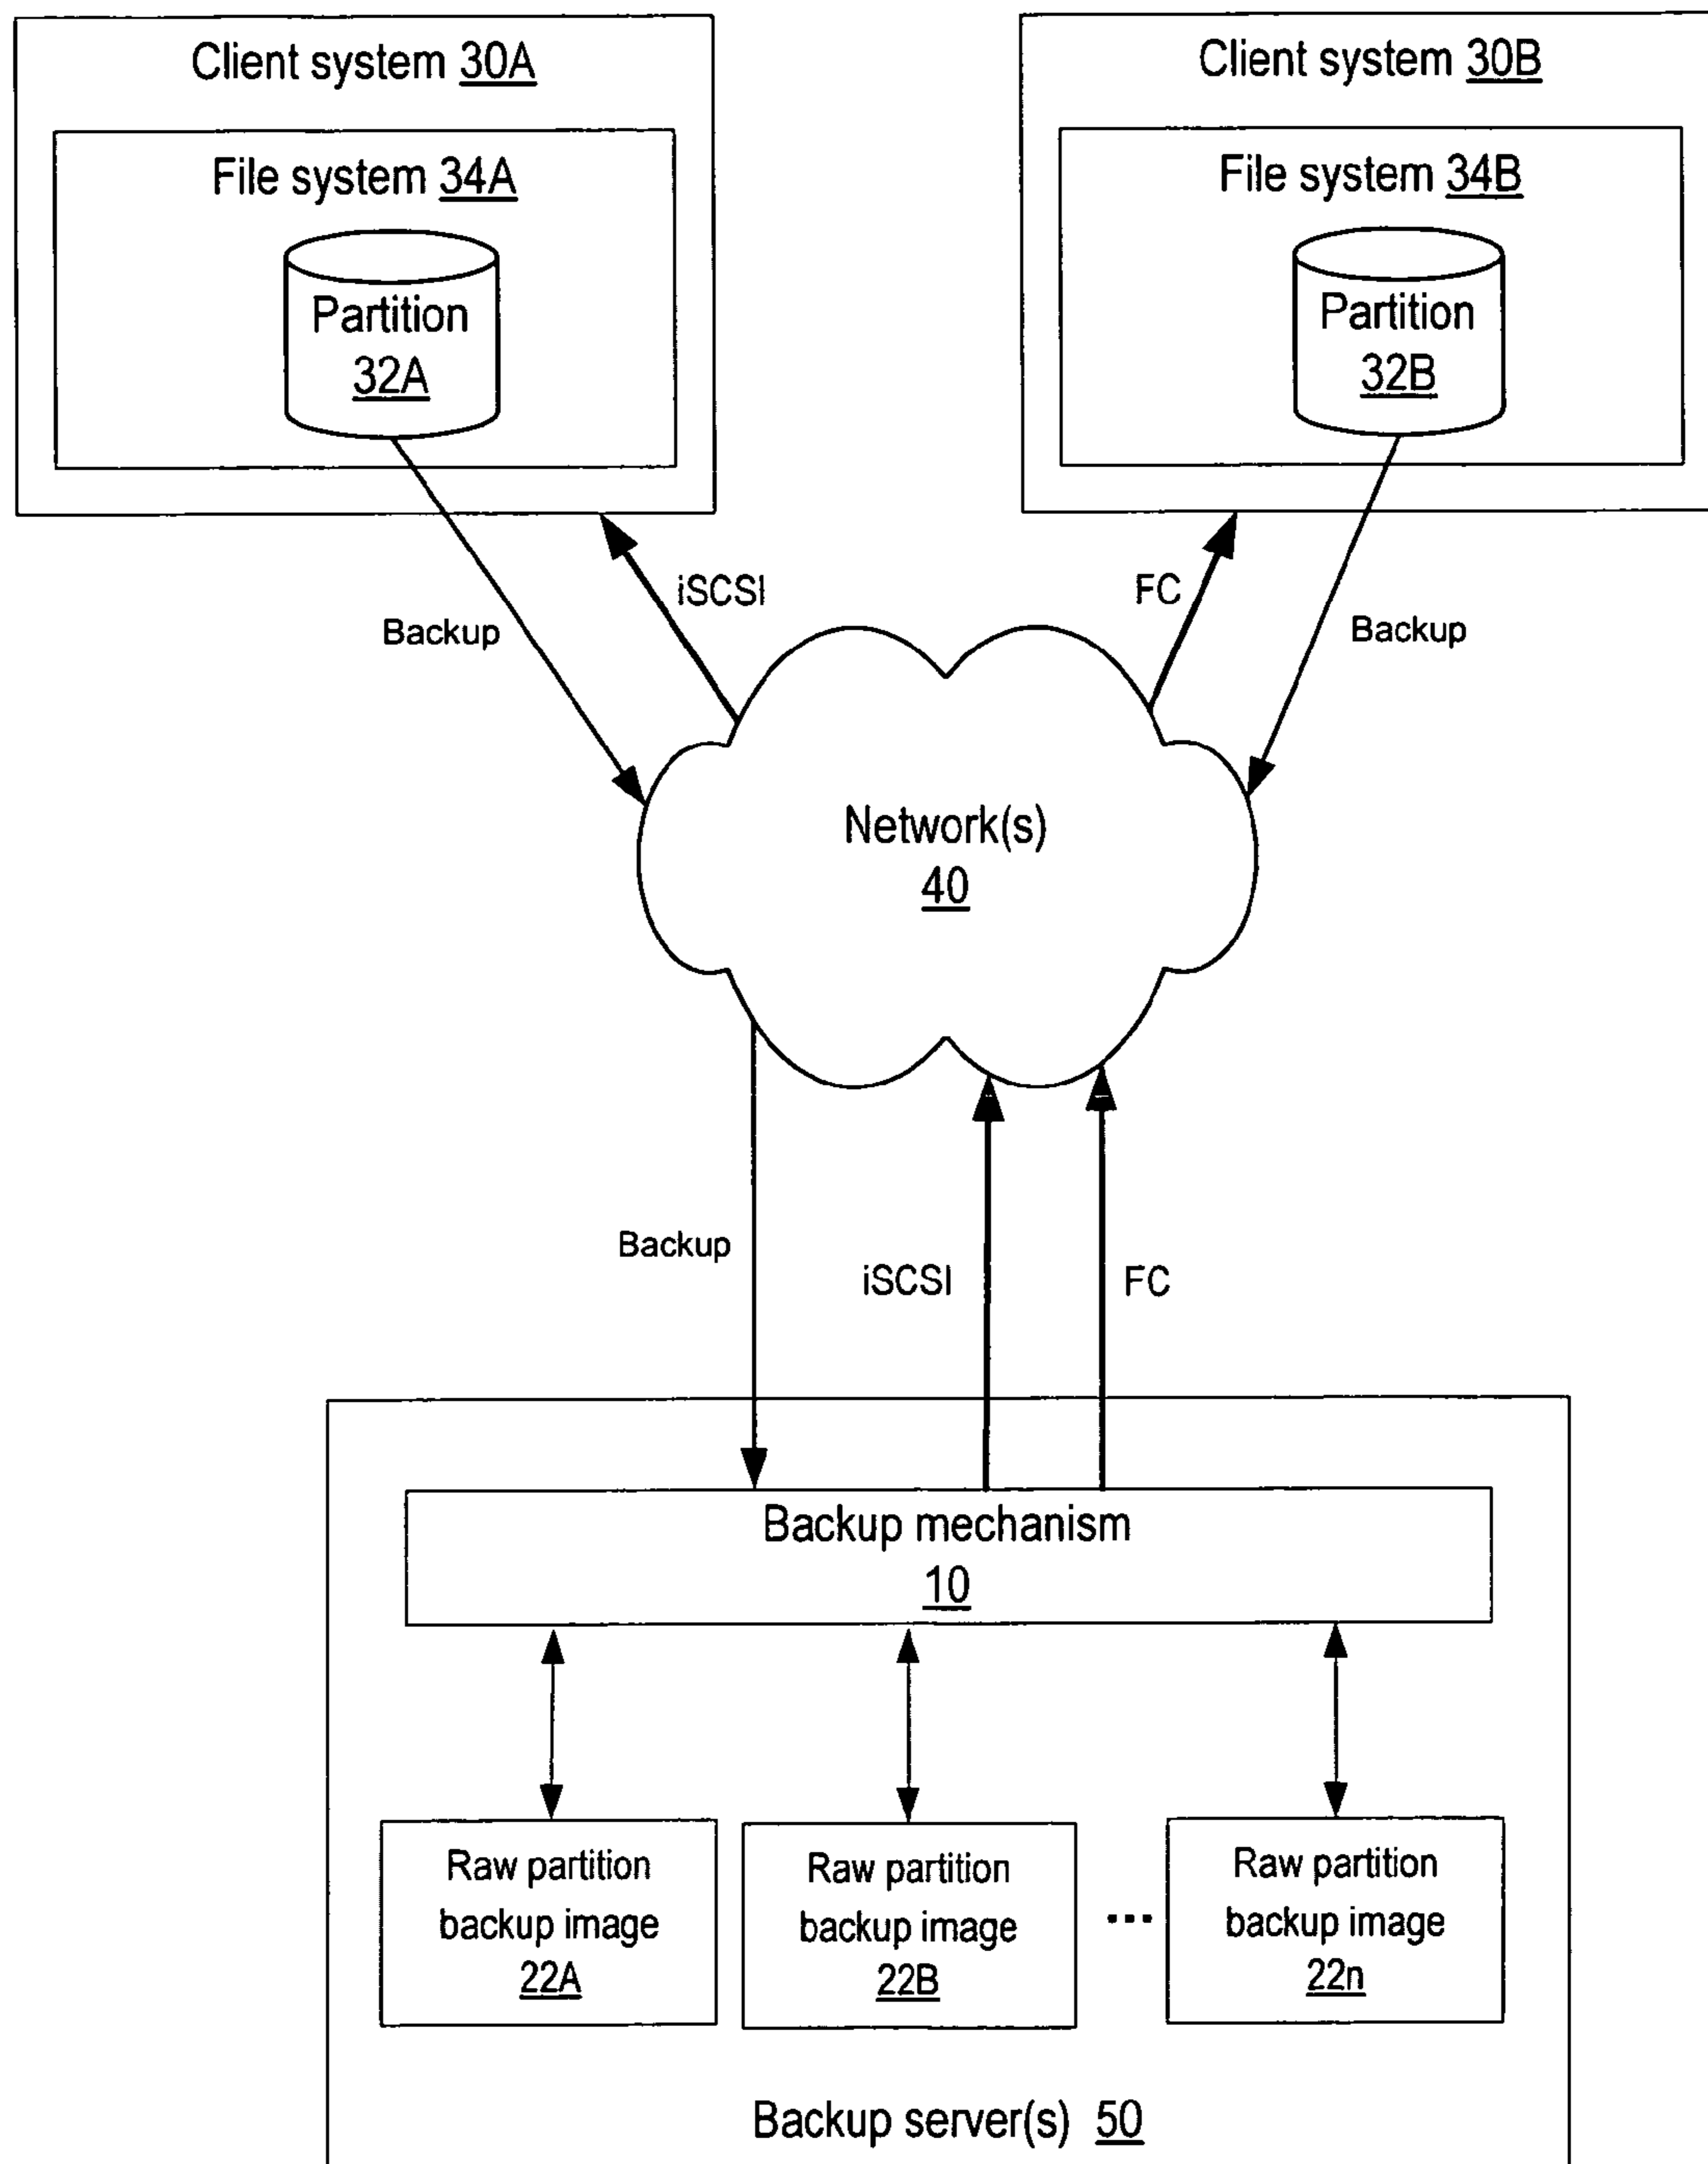 Client system 30A
File system 34A
Partition
32A
Client system 30B
File system 34B
Partition
32B
iSCSI
Backup
FC
Backup
Network(s)
40
Backup
iSCSI
FC
Backup mechanism
10
Raw partition
backup image
22A
Raw partition
backup image
22B
...
Raw partition
backup image
22n
Backup server(s) 50